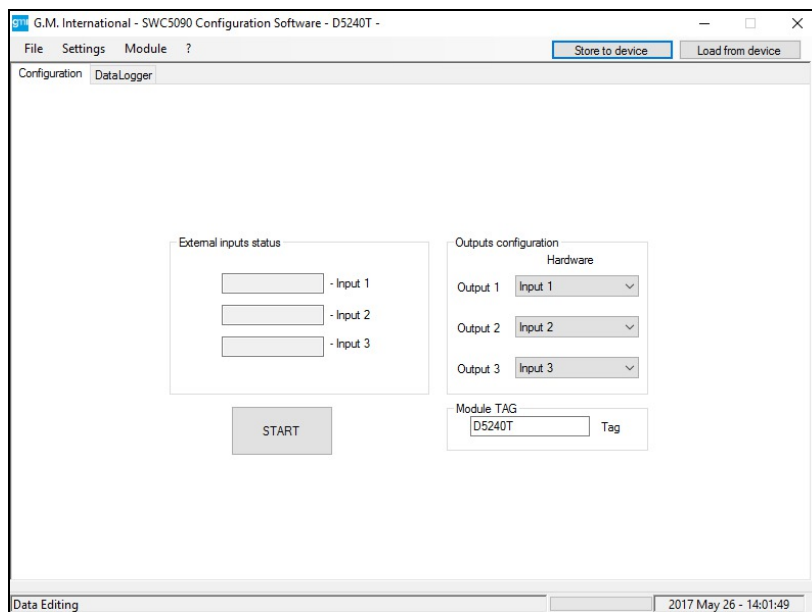 gmi G.M. International - SWC5090 Configuration Software - D5240T -
File Settings Module ? Store to device Load from device
Configuration DataLogger
External inputs status
- Input 1
- Input 2
- Input 3
START
Outputs configuration
Hardware
Output 1 Input 1
Output 2 Input 2
Output 3 Input 3
Module TAG
D5240T Tag
Data Editing 2017 May 26 - 14:01:49